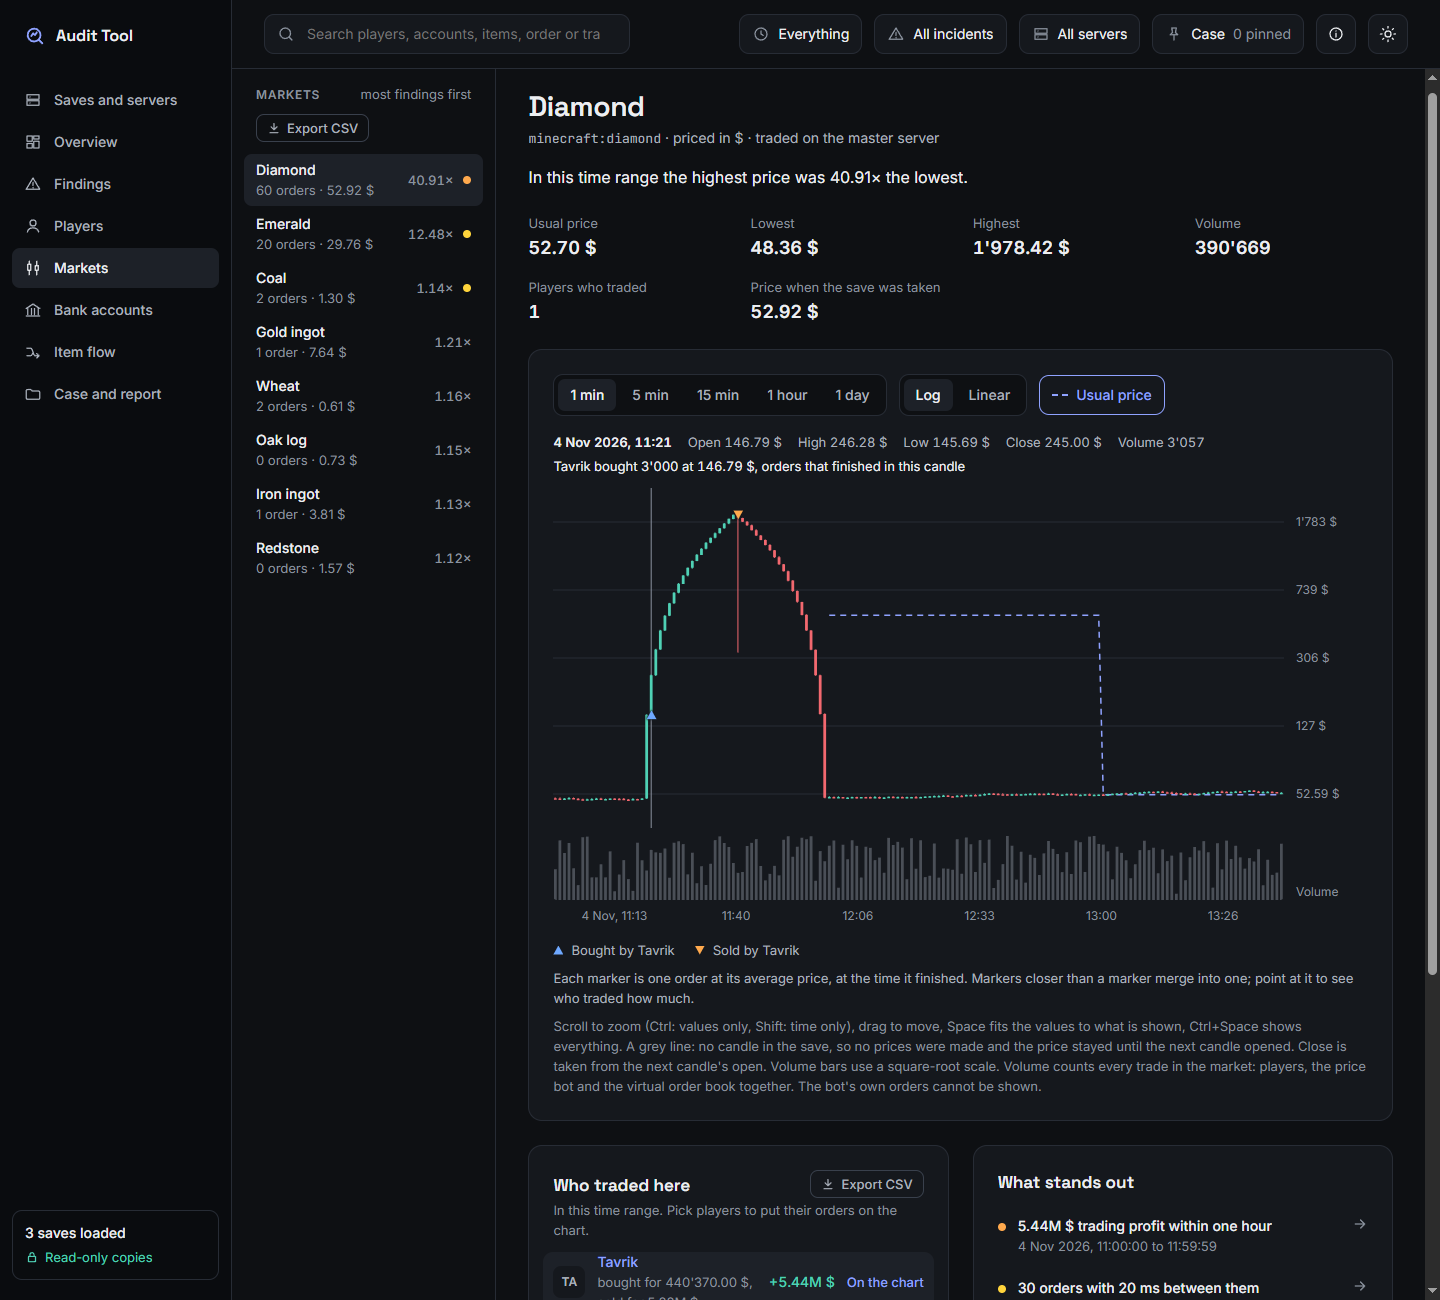 Audit Tool
Search players, accounts, items, order or tra
Everything
All incidents
All servers
Case 0 pinned
Saves and servers
Overview
Findings
Players
Markets
Bank accounts
Item flow
Case and report
3 saves loaded
Read-only copies
MARKETS most findings first
Export CSV
Diamond
60 orders · 52.92 $ 40.91×
Emerald
20 orders · 29.76 $ 12.48×
Coal
2 orders · 1.30 $ 1.14×
Gold ingot
1 order · 7.64 $ 1.21×
Wheat
2 orders · 0.61 $ 1.16×
Oak log
0 orders · 0.73 $ 1.15×
Iron ingot
1 order · 3.81 $ 1.13×
Redstone
0 orders · 1.57 $ 1.12×
Diamond
minecraft:diamond · priced in $ · traded on the master server
In this time range the highest price was 40.91× the lowest.
Usual price Lowest Highest Volume
52.70 $ 48.36 $ 1'978.42 $ 390'669
Players who traded Price when the save was taken
1 52.92 $
1 min 5 min 15 min 1 hour 1 day Log Linear Usual price
4 Nov 2026, 11:21 Open 146.79 $ High 246.28 $ Low 145.69 $ Close 245.00 $ Volume 3'057
Tavrik bought 3'000 at 146.79 $, orders that finished in this candle
1'783 $
739 $
306 $
127 $
52.59 $
Volume
4 Nov, 11:13 11:40 12:06 12:33 13:00 13:26
Bought by Tavrik Sold by Tavrik
Each marker is one order at its average price, at the time it finished. Markers closer than a marker merge into one; point at it to see
who traded how much.
Scroll to zoom (Ctrl: values only, Shift: time only), drag to move, Space fits the values to what is shown, Ctrl+Space shows
everything. A grey line: no candle in the save, so no prices were made and the price stayed until the next candle opened. Close is
taken from the next candle's open. Volume bars use a square-root scale. Volume counts every trade in the market: players, the price
bot and the virtual order book together. The bot's own orders cannot be shown.
Who traded here
Export CSV
In this time range. Pick players to put their orders on the
chart.
TA
Tavrik
bought for 440'370.00 $,
+5.44M $ On the chart
What stands out
5.44M $ trading profit within one hour
4 Nov 2026, 11:00:00 to 11:59:59
30 orders with 20 ms between them